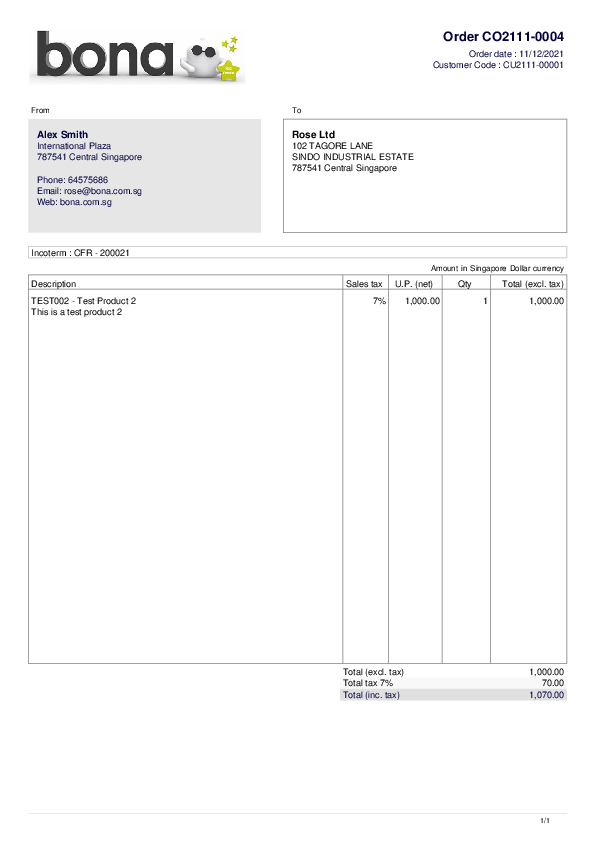 bona
Order CO2111-0004
Order date : 11/12/2021
Customer Code : CU2111-00001
From
To
Alex Smith
International Plaza
787541 Central Singapore
Phone: 64575686
Email: rose@bona.com.sg
Web: bona.com.sg
Rose Ltd
102 TAGORE LANE
SINDO INDUSTRIAL ESTATE
787541 Central Singapore
Incoterm : CFR - 200021
Amount in Singapore Dollar currency
Description Sales tax U.P. (net) Qty Total (excl. tax)
TEST002 - Test Product 2 7% 1,000.00 1 1,000.00
This is a test product 2
Total (excl. tax) 1,000.00
Total tax 7% 70.00
Total (inc. tax) 1,070.00
1/1